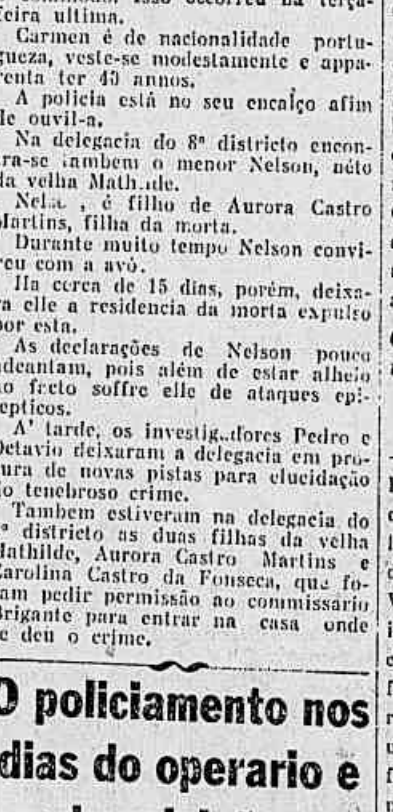 feira ultima.
Carmen é de nacionalidade portu-
gueza, veste-se modestamente e appa-
renta ter 40 annos.
A policia está no seu encalço afim
de ouvil-a.
Na delegacia do 8º districto encon-
tra-se tambem o menor Nelson, néto
da velha Mathilde.
é filho de Aurora Castro
Martins, filha da morta.
Durante muito tempo Nelson convi-
veu com a avó.
Ha cerca de 15 dias, porém, deixa-
ra elle a residencia da morta expulso
por esta.
As declarações de Nelson pouco
adeantam, pois além de estar alheio
ao facto soffre elle de ataques epi-
lepticos.
A' tarde, os investigadores Pedro e
Octavio deixaram a delegacia em pro-
cura de novas pistas para elucidação
do tenebroso crime.
Tambem estiveram na delegacia do
districto as duas filhas da velha
Mathilde, Aurora Castro Martins e
Carolina Castro da Fonseca, que fo-
ram pedir permissão ao commissario
Brigante para entrar na casa onde
se deu o crime.
O policiamento nos
dias do operario e